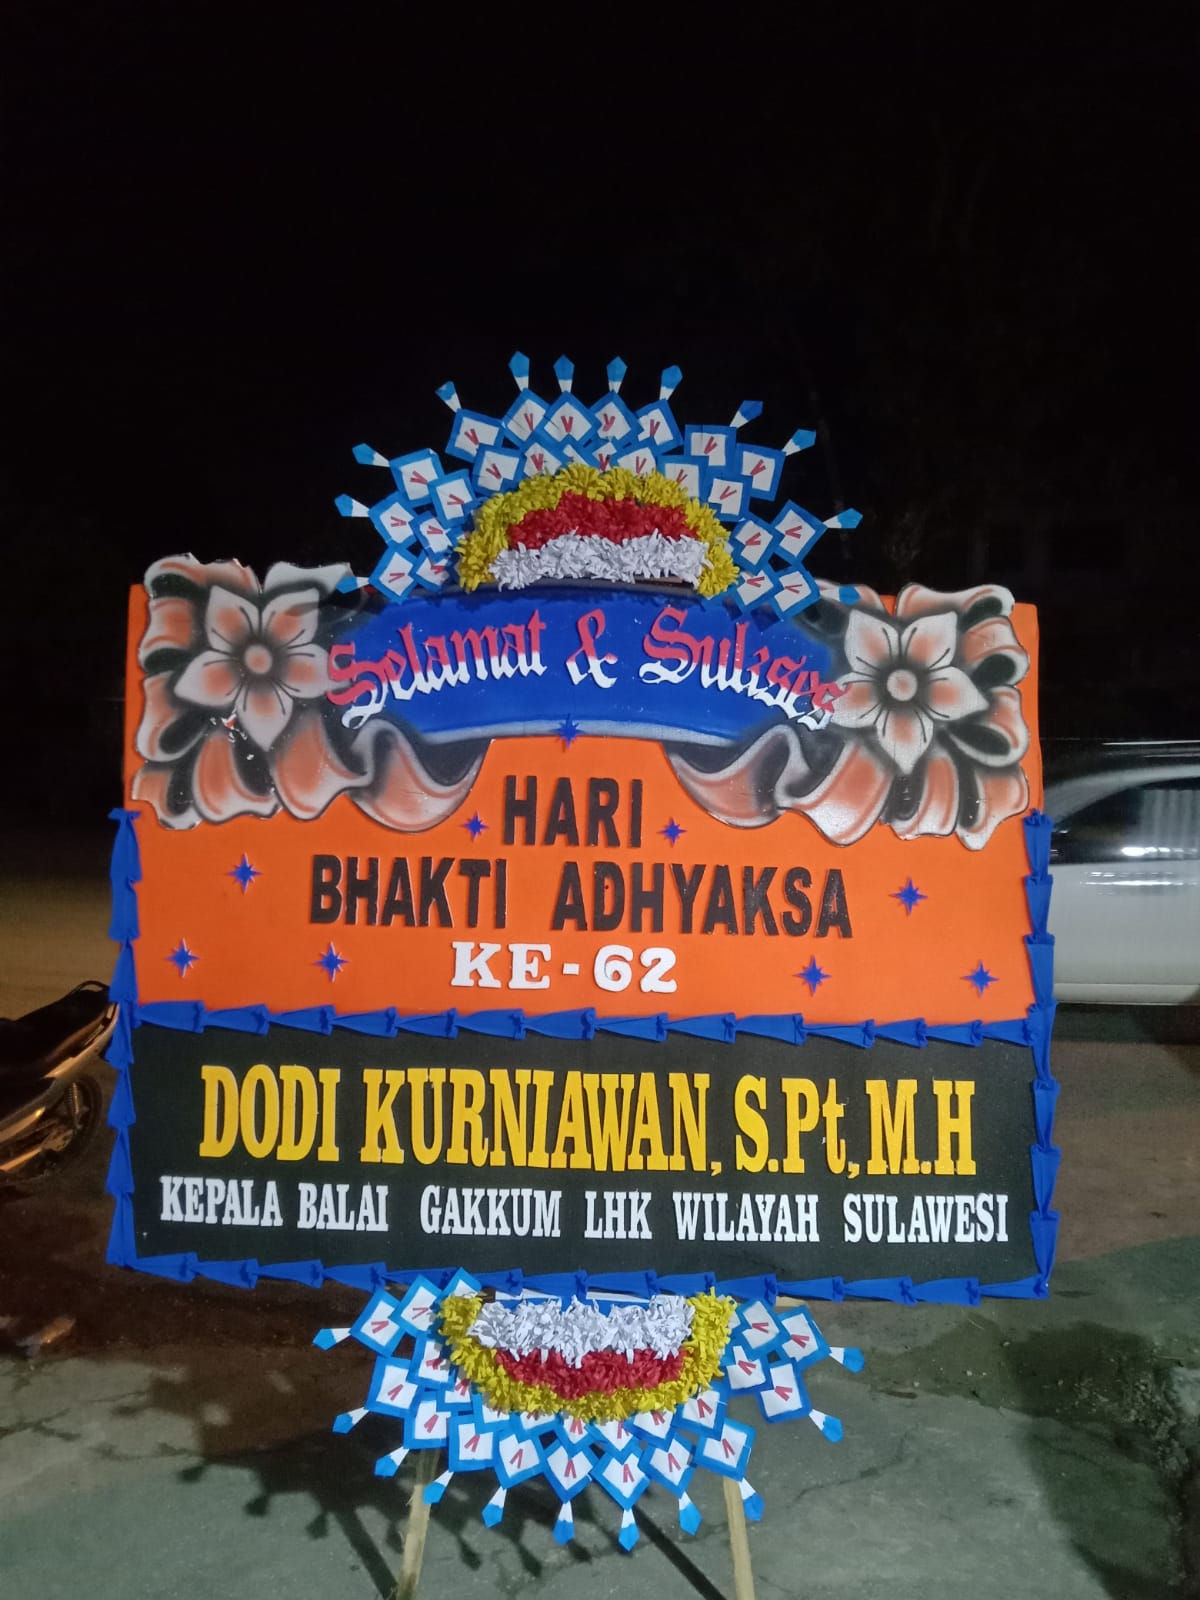 Selamat & Sukses
HARI
BHAKTI ADHYAKSA
KE-62
DODI KURNIAWAN, S.Pt, M.H
KEPALA BALAI GAKKUM LHK WILAYAH SULAWESI